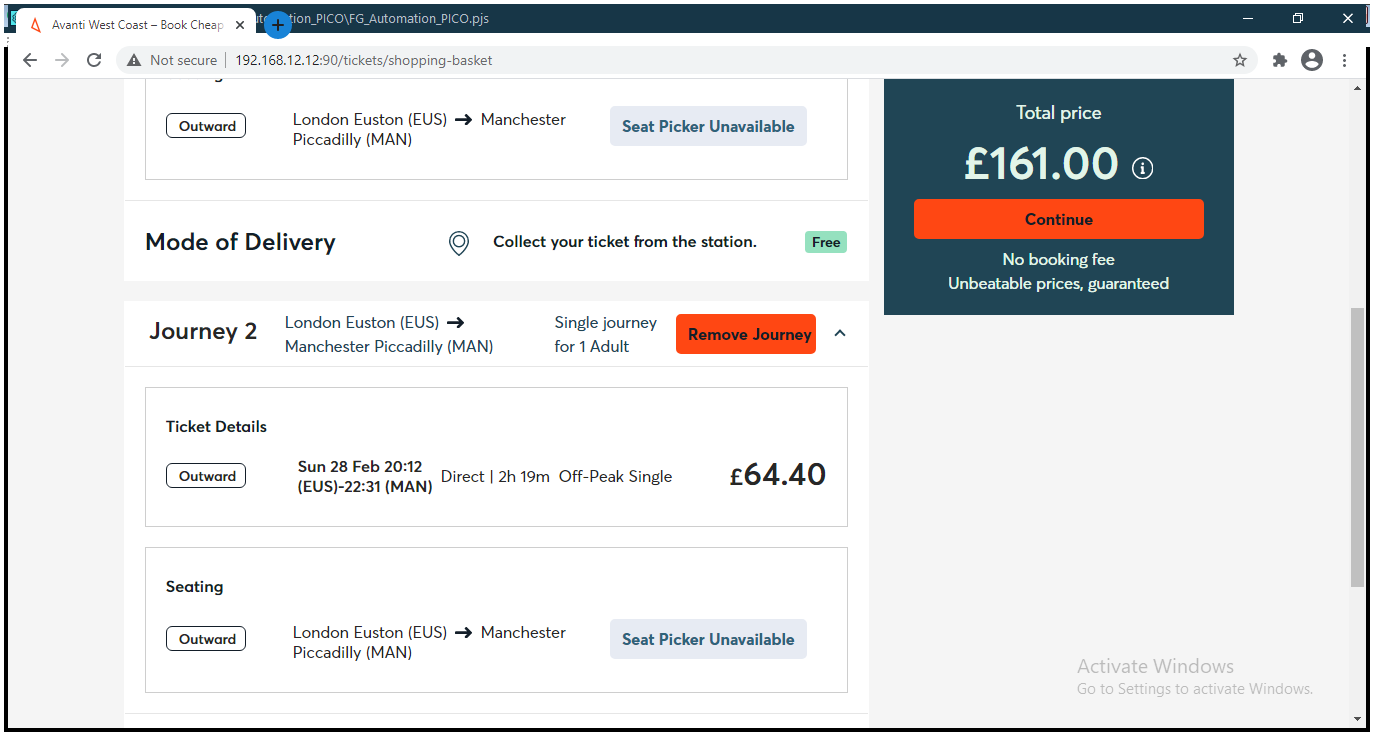 Avanti West Coast – Book Cheap
utomation_PICO\FG_Automation_PICO.pjs
Not secure
192.168.12.12:90/tickets/shopping-basket
Outward
London Euston (EUS) → Manchester
Piccadilly (MAN)
Seat Picker Unavailable
Total price
£161.00
Continue
No booking fee
Unbeatable prices, guaranteed
Mode of Delivery
Collect your ticket from the station.
Free
Journey 2
London Euston (EUS) →
Manchester Piccadilly (MAN)
Single journey
for 1 Adult
Remove Journey
Ticket Details
Outward
Sun 28 Feb 20:12
(EUS)-22:31 (MAN)
Direct | 2h 19m
Off-Peak Single
£64.40
Seating
Outward
London Euston (EUS) → Manchester
Piccadilly (MAN)
Seat Picker Unavailable
Activate Windows
Go to Settings to activate Windows.